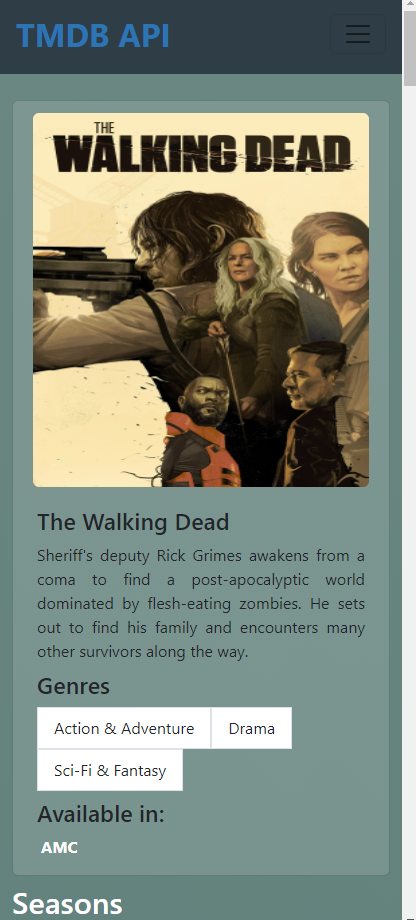 TMDB API
THE
WALKING DEAD
The Walking Dead
Sheriff's deputy Rick Grimes awakens from a
coma to find a post-apocalyptic world
dominated by flesh-eating zombies. He sets
out to find his family and encounters many
other survivors along the way.
Genres
Action & Adventure
Drama
Sci-Fi & Fantasy
Available in:
AMC
Seasons